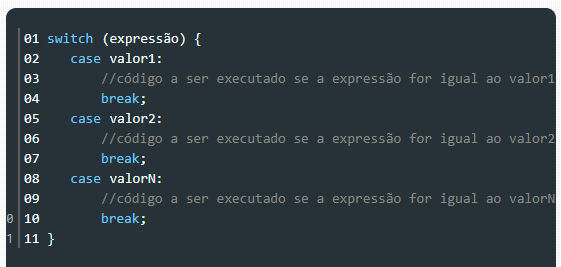 01 switch (expressão) {
02 case valor1:
03 //código a ser executado se a expressão for igual ao valor1
04 break;
05 case valor2:
06 //código a ser executado se a expressão for igual ao valor2
07 break;
08 case valorN:
09 //código a ser executado se a expressão for igual ao valorN
0 10 break;
1 11 }